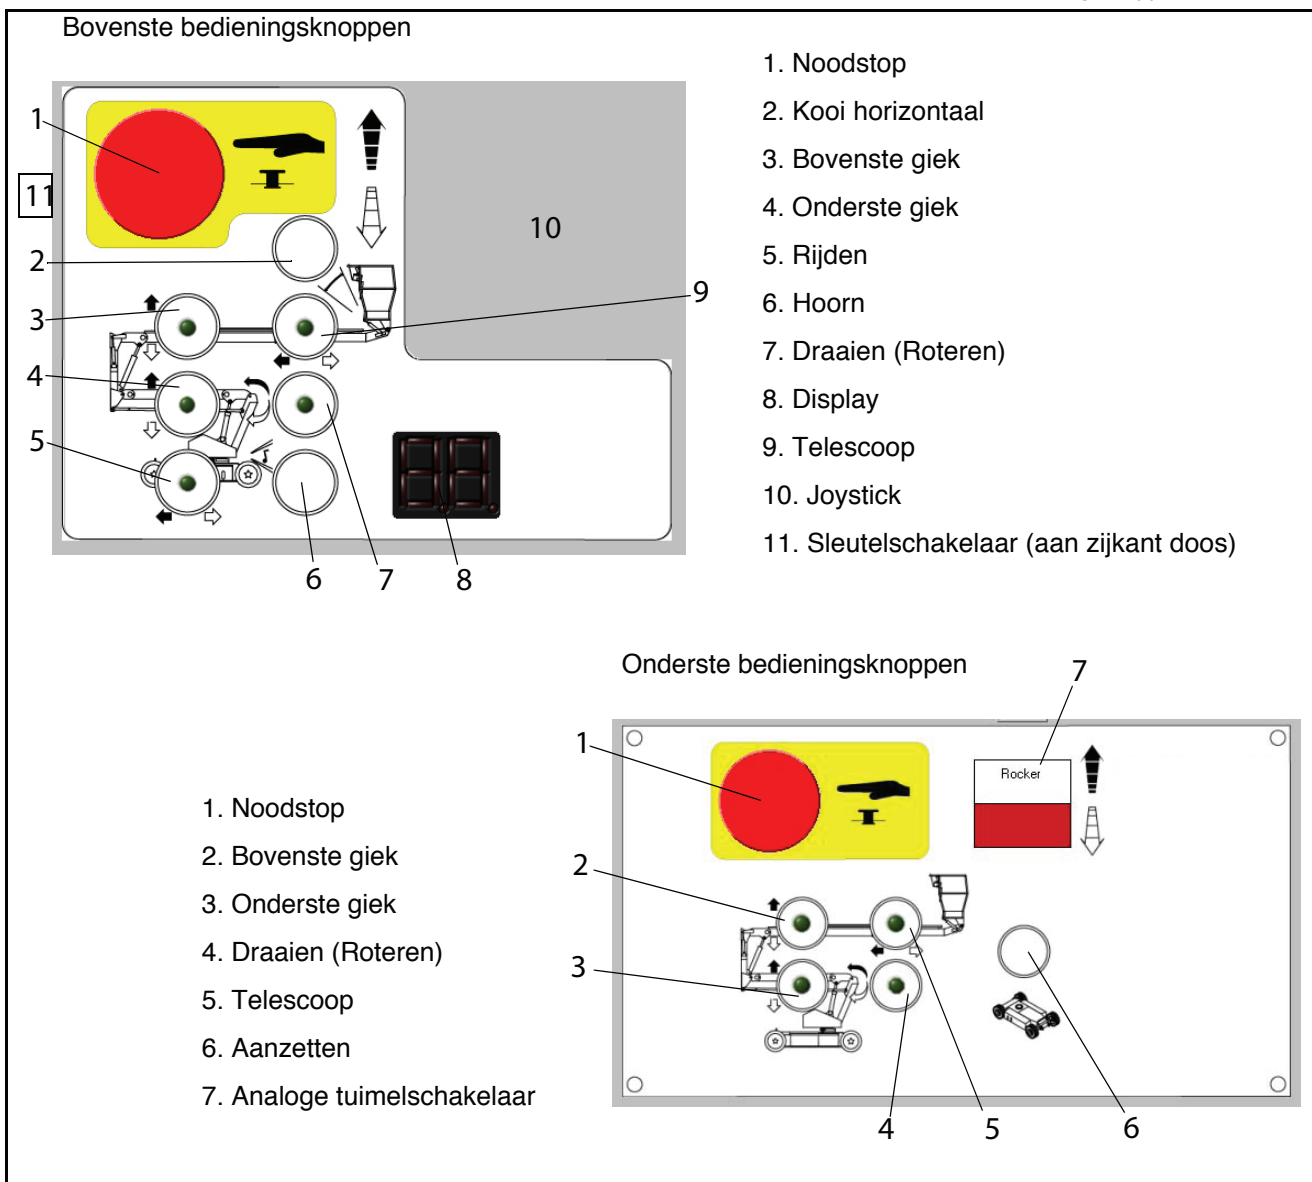 Bovenste bedieningsknoppen
1. Noodstop
2. Kooi horizontaal
3. Bovenste giek
4. Onderste giek
5. Rijden
6. Hoorn
7. Draaien (Roteren)
8. Display
9. Telescoop
10. Joystick
11. Sleutelschakelaar (aan zijkant doos)
1
11
10
2
9
3
4
5
6
7
8
Onderste bedieningsknoppen
7
1
Rocker
2
3
6
4
5
1. Noodstop
2. Bovenste giek
3. Onderste giek
4. Draaien (Roteren)
5. Telescoop
6. Aanzetten
7. Analoge tuimelschakelaar